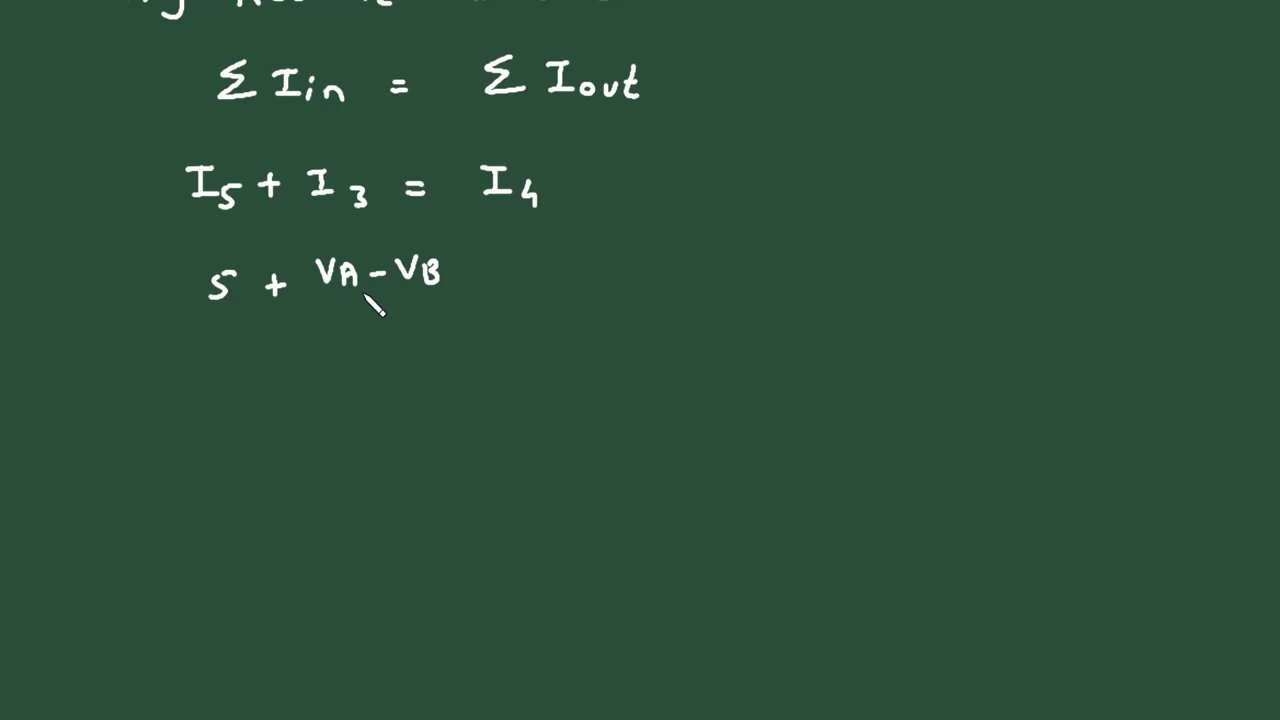 Σ Iin = Σ Iout
I5 + I3 = I4
5 + VA - VB